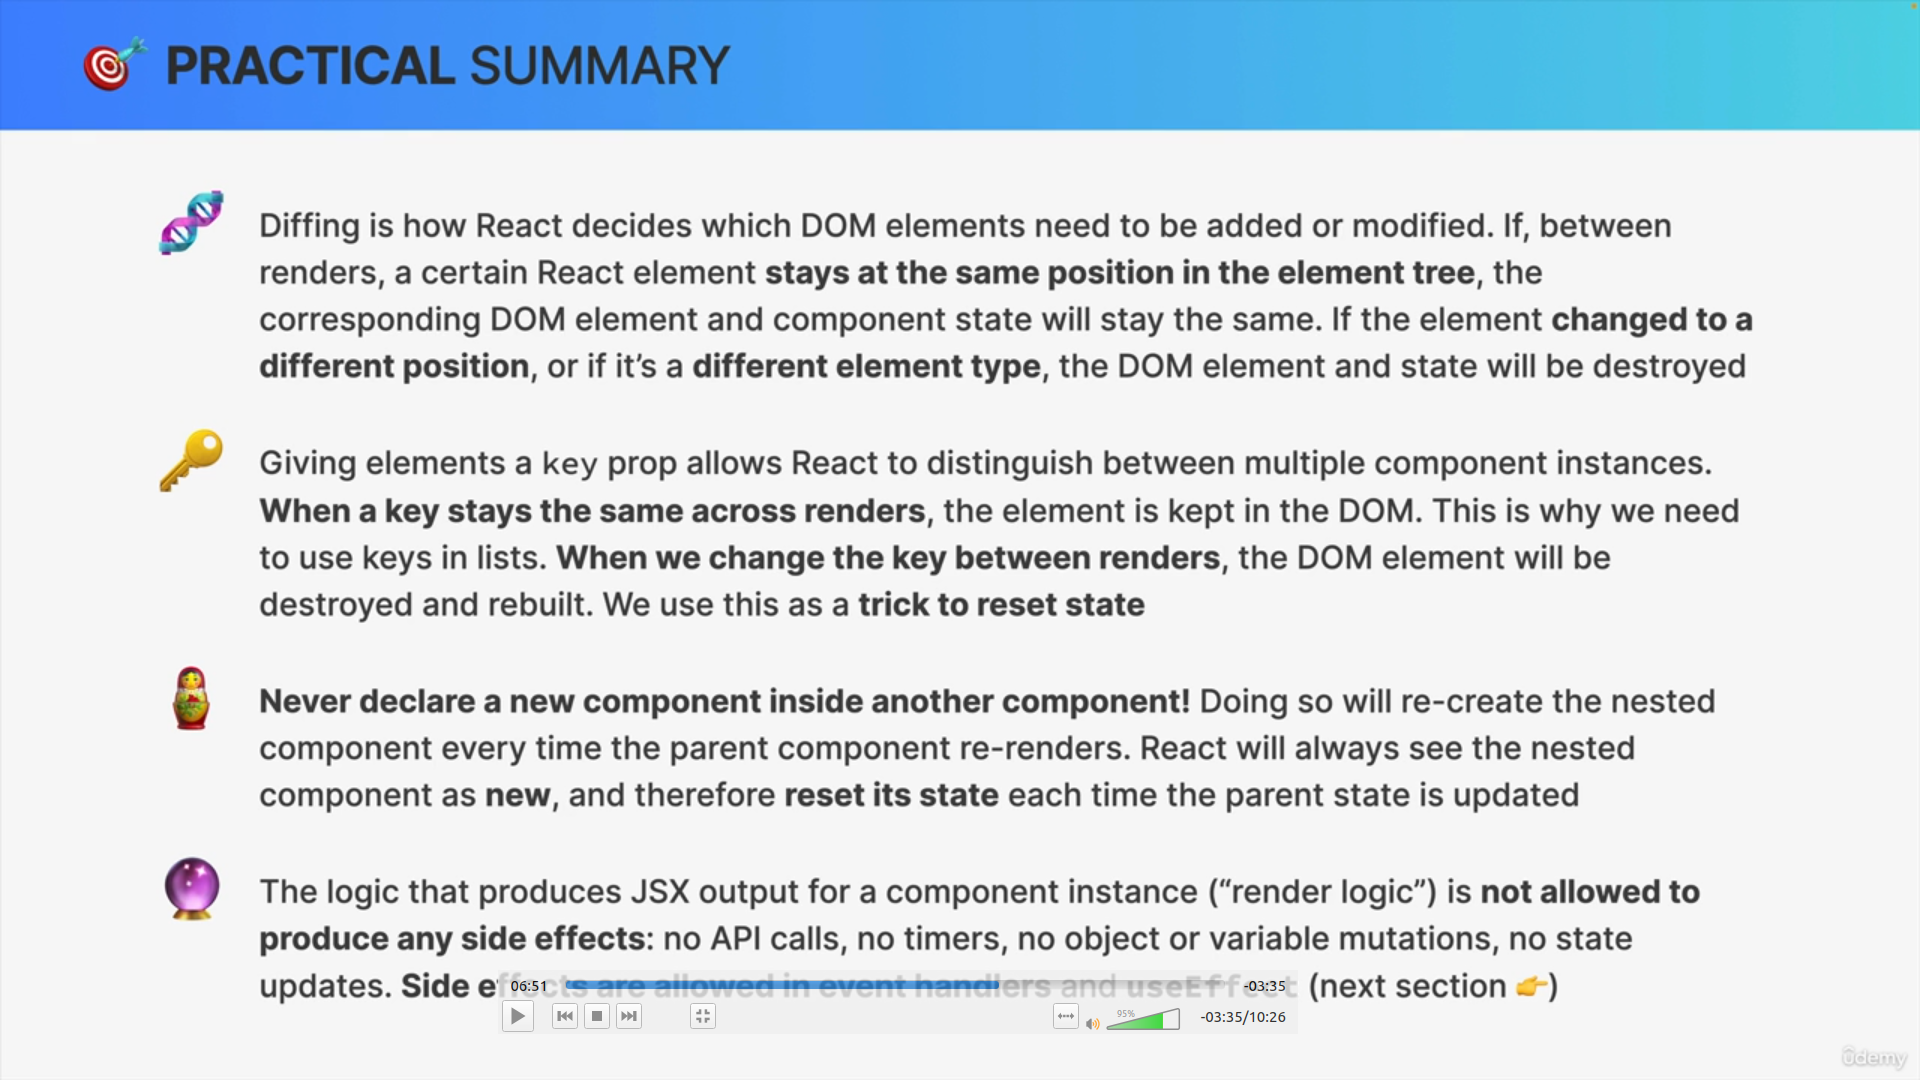 PRACTICAL SUMMARY
Diffing is how React decides which DOM elements need to be added or modified. If, between
renders, a certain React element stays at the same position in the element tree, the
corresponding DOM element and component state will stay the same. If the element changed to a
different position, or if it’s a different element type, the DOM element and state will be destroyed
Giving elements a key prop allows React to distinguish between multiple component instances.
When a key stays the same across renders, the element is kept in the DOM. This is why we need
to use keys in lists. When we change the key between renders, the DOM element will be
destroyed and rebuilt. We use this as a trick to reset state
Never declare a new component inside another component! Doing so will re-create the nested
component every time the parent component re-renders. React will always see the nested
component as new, and therefore reset its state each time the parent state is updated
The logic that produces JSX output for a component instance (“render logic”) is not allowed to
produce any side effects: no API calls, no timers, no object or variable mutations, no state
updates. Side effects are allowed in event handlers and useEffect (next section 👉)
06:51 -03:35
95% -03:35/10:26
ûdemy